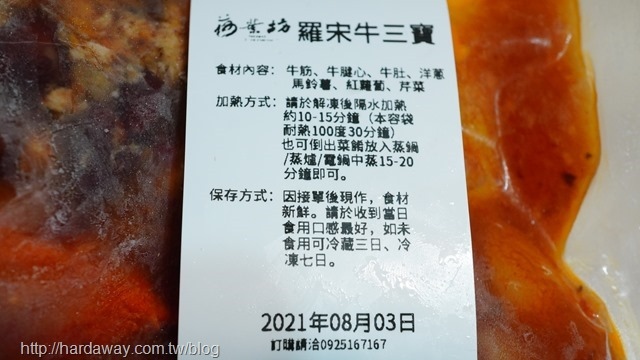 荷葉坊 羅宋牛三寶
食材內容：牛筋、牛腱心、牛肚、洋蔥
馬鈴薯、紅蘿蔔、芹菜
加熱方式：請於解凍後隔水加熱
約10-15分鐘（本容袋
耐熱100度30分鐘）
也可倒出菜餚放入蒸鍋
/蒸爐/電鍋中蒸15-20
分鐘即可。
保存方式：因接單後現作，食材
新鮮。請於收到當日
食用口感最好，如未
食用可冷藏三日、冷
凍七日。
2021年08月03日
訂購請洽0925167167
http://hardaway.com.tw/blog